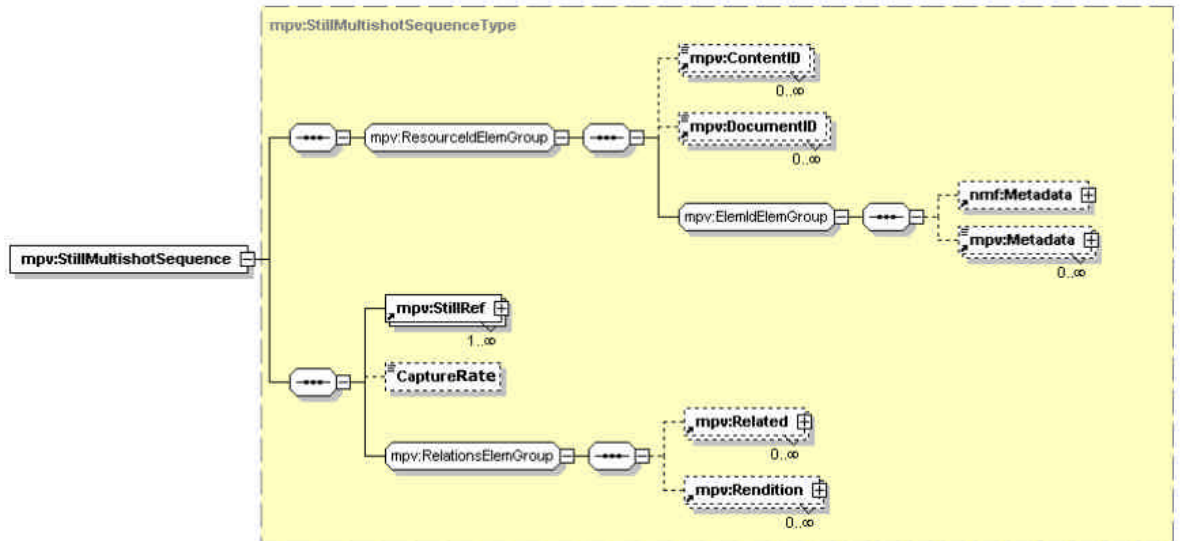 mpv:StillMultishotSequenceType
mpv:ContentID
0..∞
mpv:ResourceIdElemGroup
mpv:DocumentID
0..∞
mpv:ElemIdElemGroup
nmf:Metadata
mpv:Metadata
0..∞
mpv:StillMultishotSequence
mpv:StillRef
1..∞
CaptureRate
mpv:RelationsElemGroup
mpv:Related
0..∞
mpv:Rendition
0..∞